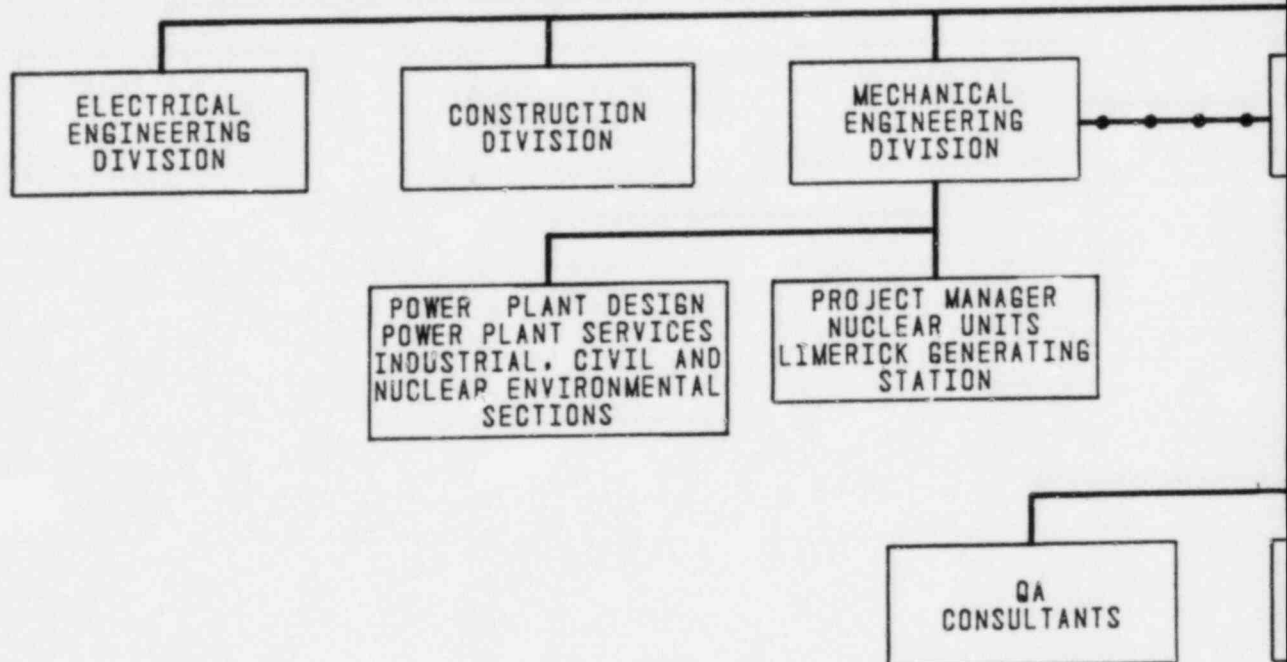 ELECTRICAL
ENGINEERING
DIVISION
CONSTRUCTION
DIVISION
MECHANICAL
ENGINEERING
DIVISION
POWER PLANT DESIGN
POWER PLANT SERVICES
INDUSTRIAL, CIVIL AND
NUCLEAR ENVIRONMENTAL
SECTIONS
PROJECT MANAGER
NUCLEAR UNITS
LIMERICK GENERATING
STATION
QA
CONSULTANTS